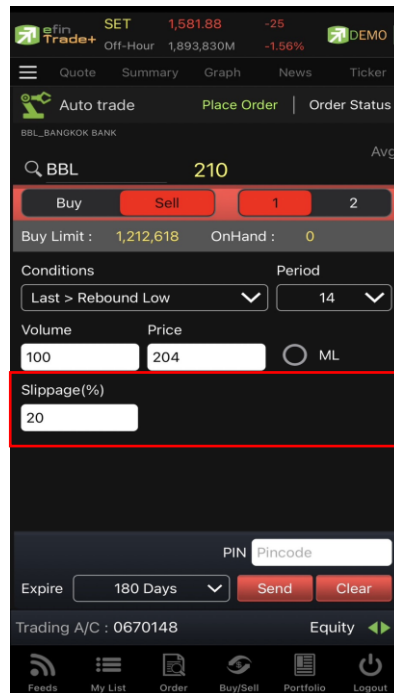 efin Trade+ SET 1,581.88 -25 DEMO
Off-Hour 1,893,830M -1.56%
Quote Summary Graph News Ticker
Auto trade Place Order | Order Status
BBL_BANGKOK BANK
Avg
BBL 210
Buy Sell 1 2
Buy Limit : 1,212,618 OnHand : 0
Conditions Period
Last > Rebound Low 14
Volume Price
100 204 ML
Slippage(%)
20
PIN Pincode
Expire 180 Days Send Clear
Trading A/C : 0670148 Equity
Feeds My List Order Buy/Sell Portfolio Logout